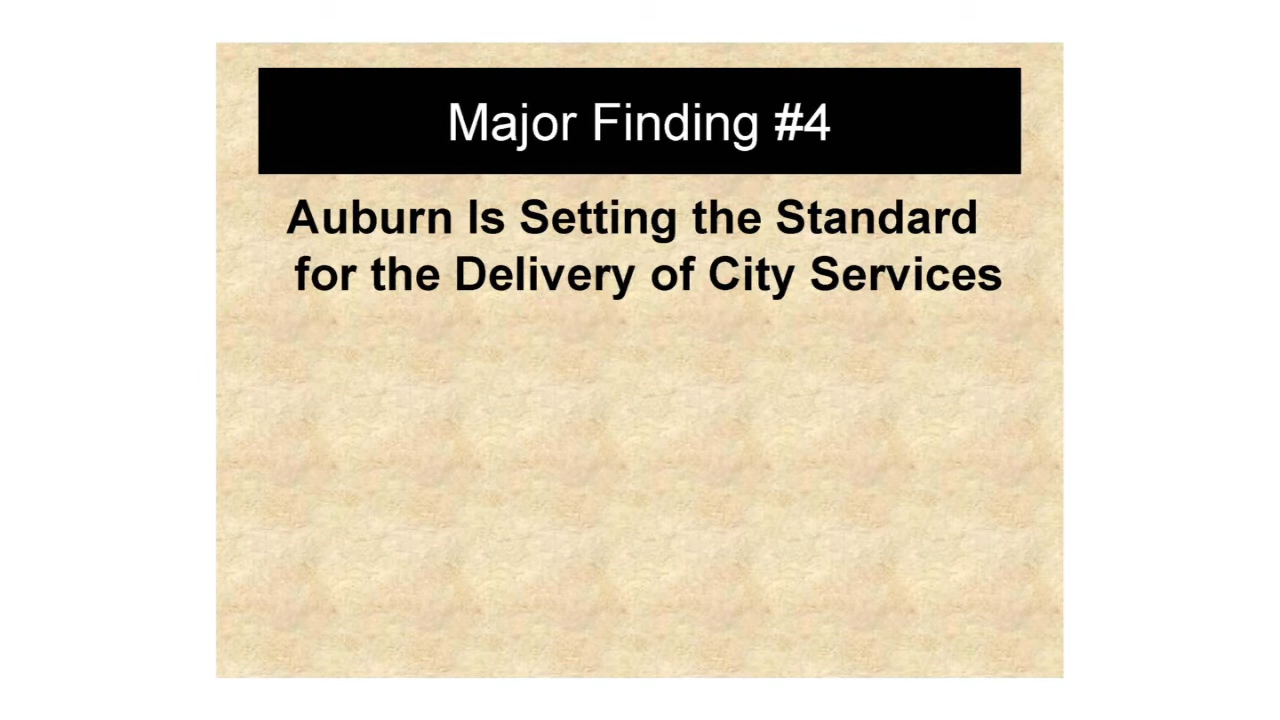 Major Finding #4
Auburn Is Setting the Standard
for the Delivery of City Services